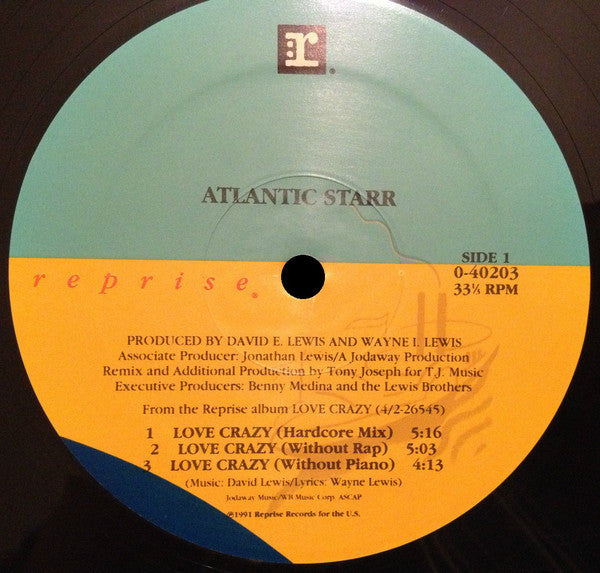 r
ATLANTIC STARR
SIDE 1
0-40203
33⅓ RPM
reprise®
PRODUCED BY DAVID E. LEWIS AND WAYNE I. LEWIS
Associate Producer: Jonathan Lewis/A Jodaway Production
Remix and Additional Production by Tony Joseph for T.J. Music
Executive Producers: Benny Medina and the Lewis Brothers
From the Reprise album LOVE CRAZY (4/2-26545)
1 LOVE CRAZY (Hardcore Mix) 5:16
2 LOVE CRAZY (Without Rap) 5:03
3 LOVE CRAZY (Without Piano) 4:13
(Music: David Lewis/Lyrics: Wayne Lewis)
Jodaway Music/WB Music Corp. ASCAP
℗1991 Reprise Records for the U.S.